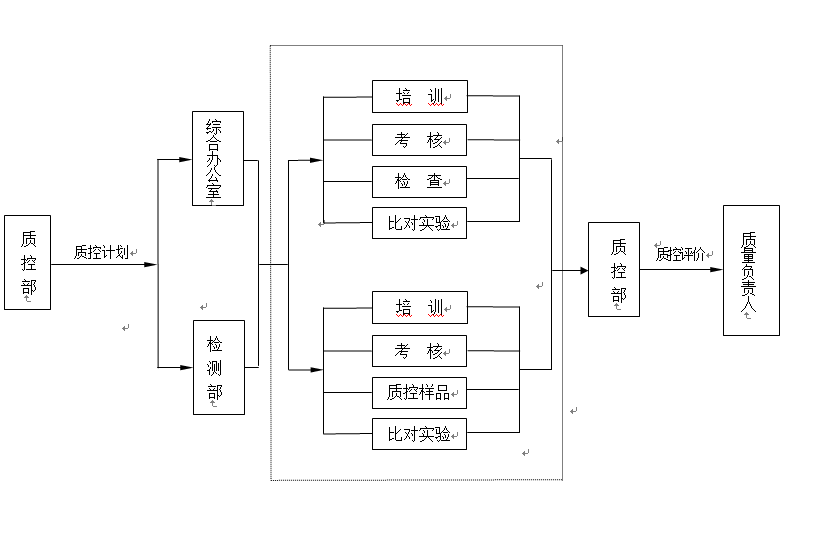 质控部
质控计划
综合办公室
检测部
培 训
考 核
检 查
比对实验
培 训
考 核
质控样品
比对实验
质控部
质控评价
质量负责人